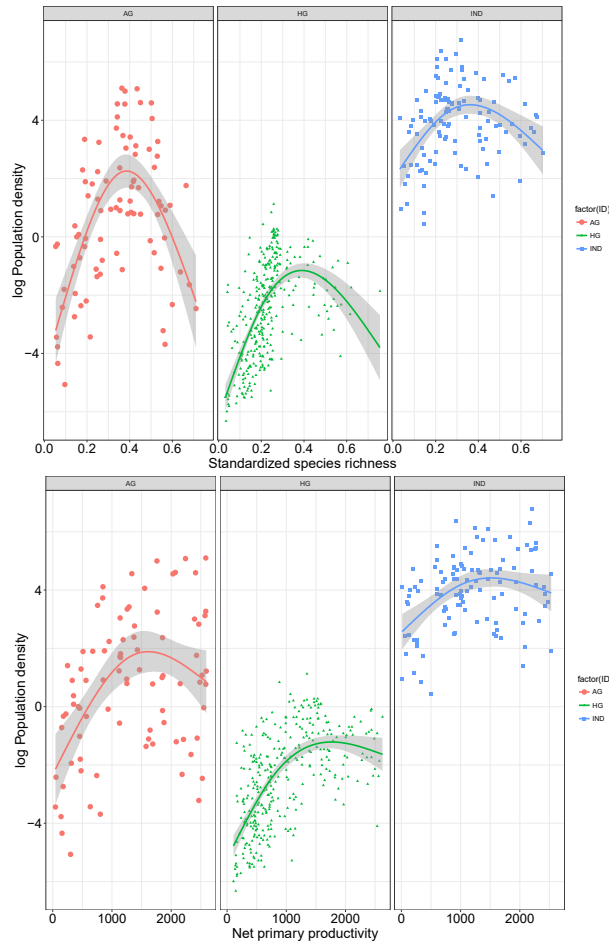 AG HG IND
log Population density
4
0
−4
factor(ID)
AG
HG
IND
0.0 0.2 0.4 0.6 0.0 0.2 0.4 0.6 0.0 0.2 0.4 0.6
Standardized species richness
AG HG IND
log Population density
4
0
−4
factor(ID)
AG
HG
IND
0 1000 2000 0 1000 2000 0 1000 2000
Net primary productivity